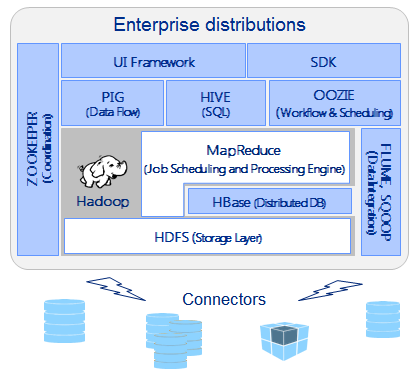 Enterprise distributions
ZOOKEEPER
(Coordination)
UI Framework
SDK
PIG
(Data Flow)
HIVE
(SQL)
OOZIE
(Workflow & Scheduling)
Hadoop
MapReduce
(Job Scheduling and Processing Engine)
HBase (Distributed DB)
HDFS (Storage Layer)
FLUME, SQOOP
(Data Integration)
Connectors